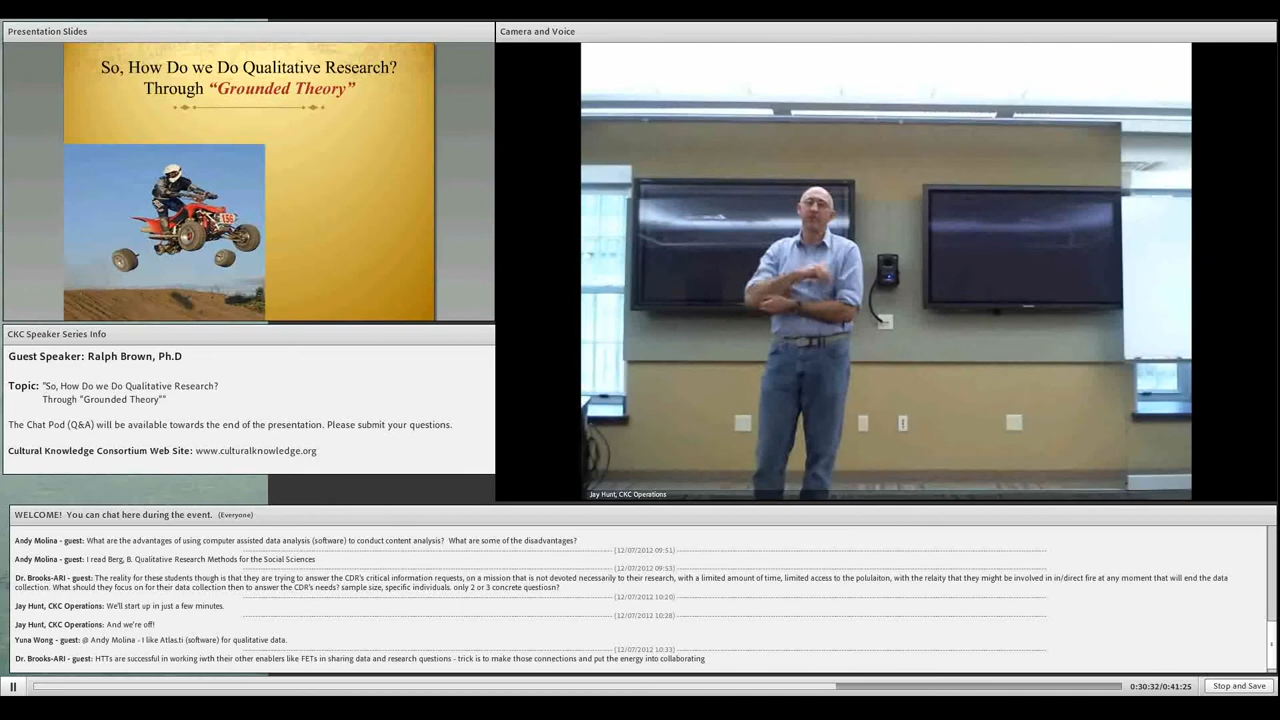 Presentation Slides
So, How Do we Do Qualitative Research?
Through “Grounded Theory”
156
CKC Speaker Series Info
Guest Speaker: Ralph Brown, Ph.D
Topic: "So, How Do we Do Qualitative Research?
Through "Grounded Theory""
The Chat Pod (Q&A) will be available towards the end of the presentation. Please submit your questions.
Cultural Knowledge Consortium Web Site: www.culturalknowledge.org
Camera and Voice
Jay Hunt, CKC Operations
WELCOME! You can chat here during the event. (Everyone)
Andy Molina - guest: What are the advantages of using computer assisted data analysis (software) to conduct content analysis? What are some of the disadvantages?
(12/07/2012 09:51)
Andy Molina - guest: I read Berg, B. Qualitative Research Methods for the Social Sciences
(12/07/2012 09:53)
Dr. Brooks-ARI - guest: The reality for these students though is that they are trying to answer the CDR's critical information requests, on a mission that is not devoted necessarily to their research, with a limited amount of time, limited access to the polulaiton, with the relaity that they might be involved in in/direct fire at any moment that will end the data
collection. What should they focus on for their data collection then to answer the CDR's needs? sample size, specific individuals. only 2 or 3 concrete questiosn?
(12/07/2012 10:20)
Jay Hunt, CKC Operations: We'll start up in just a few minutes.
(12/07/2012 10:28)
Jay Hunt, CKC Operations: And we're off!
Yuna Wong - guest: @ Andy Molina - I like Atlas.ti (software) for qualitative data.
(12/07/2012 10:33)
Dr. Brooks-ARI - guest: HTTs are successful in working iwth their other enablers like FETs in sharing data and research questions - trick is to make those connections and put the energy into collaborating
0:30:32/0:41:25
Stop and Save